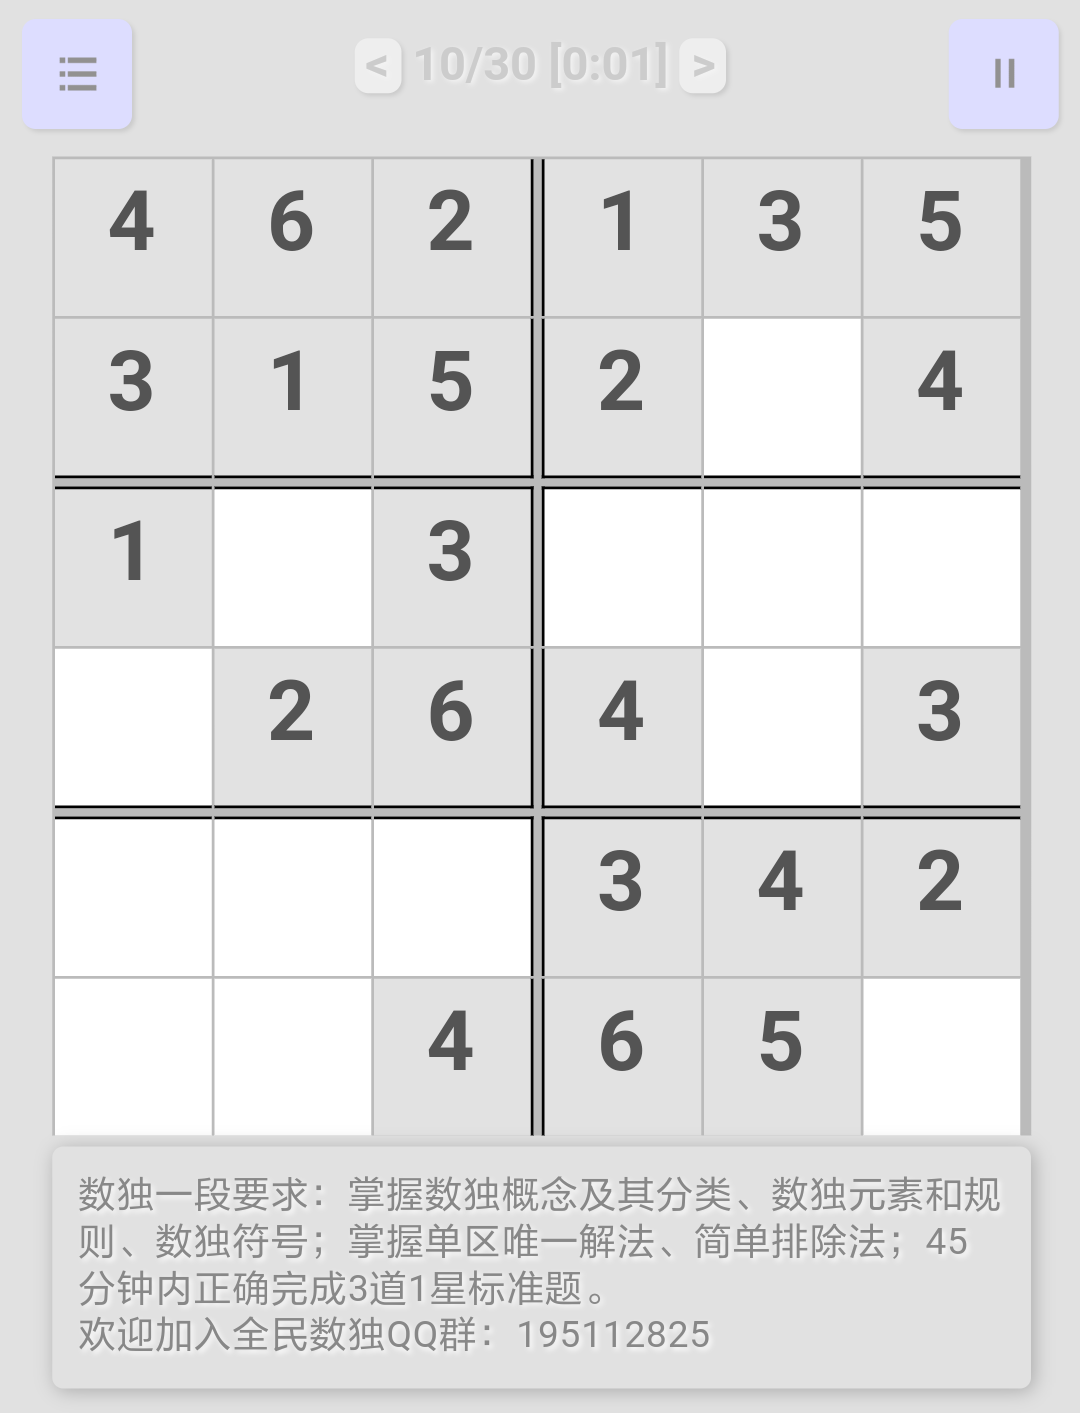 < 10/30 [0:01] >
4 6 2 1 3 5
3 1 5 2 4
1 3
2 6 4 3
3 4 2
4 6 5
数独一段要求：掌握数独概念及其分类、数独元素和规
则、数独符号；掌握单区唯一解法、简单排除法；45
分钟内正确完成3道1星标准题。
欢迎加入全民数独QQ群：195112825